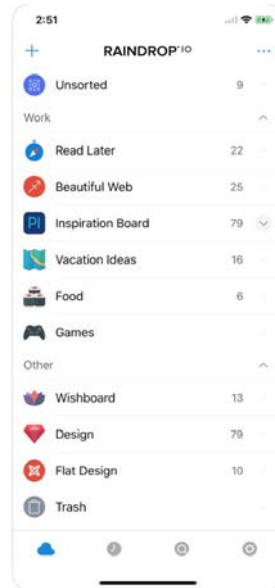 2:51
RAINDROP.IO
Unsorted 9
Work
Read Later 22
Beautiful Web 25
PI Inspiration Board 79
Vacation Ideas 16
Food 6
Games
Other
Wishboard 13
Design 79
Flat Design 10
Trash